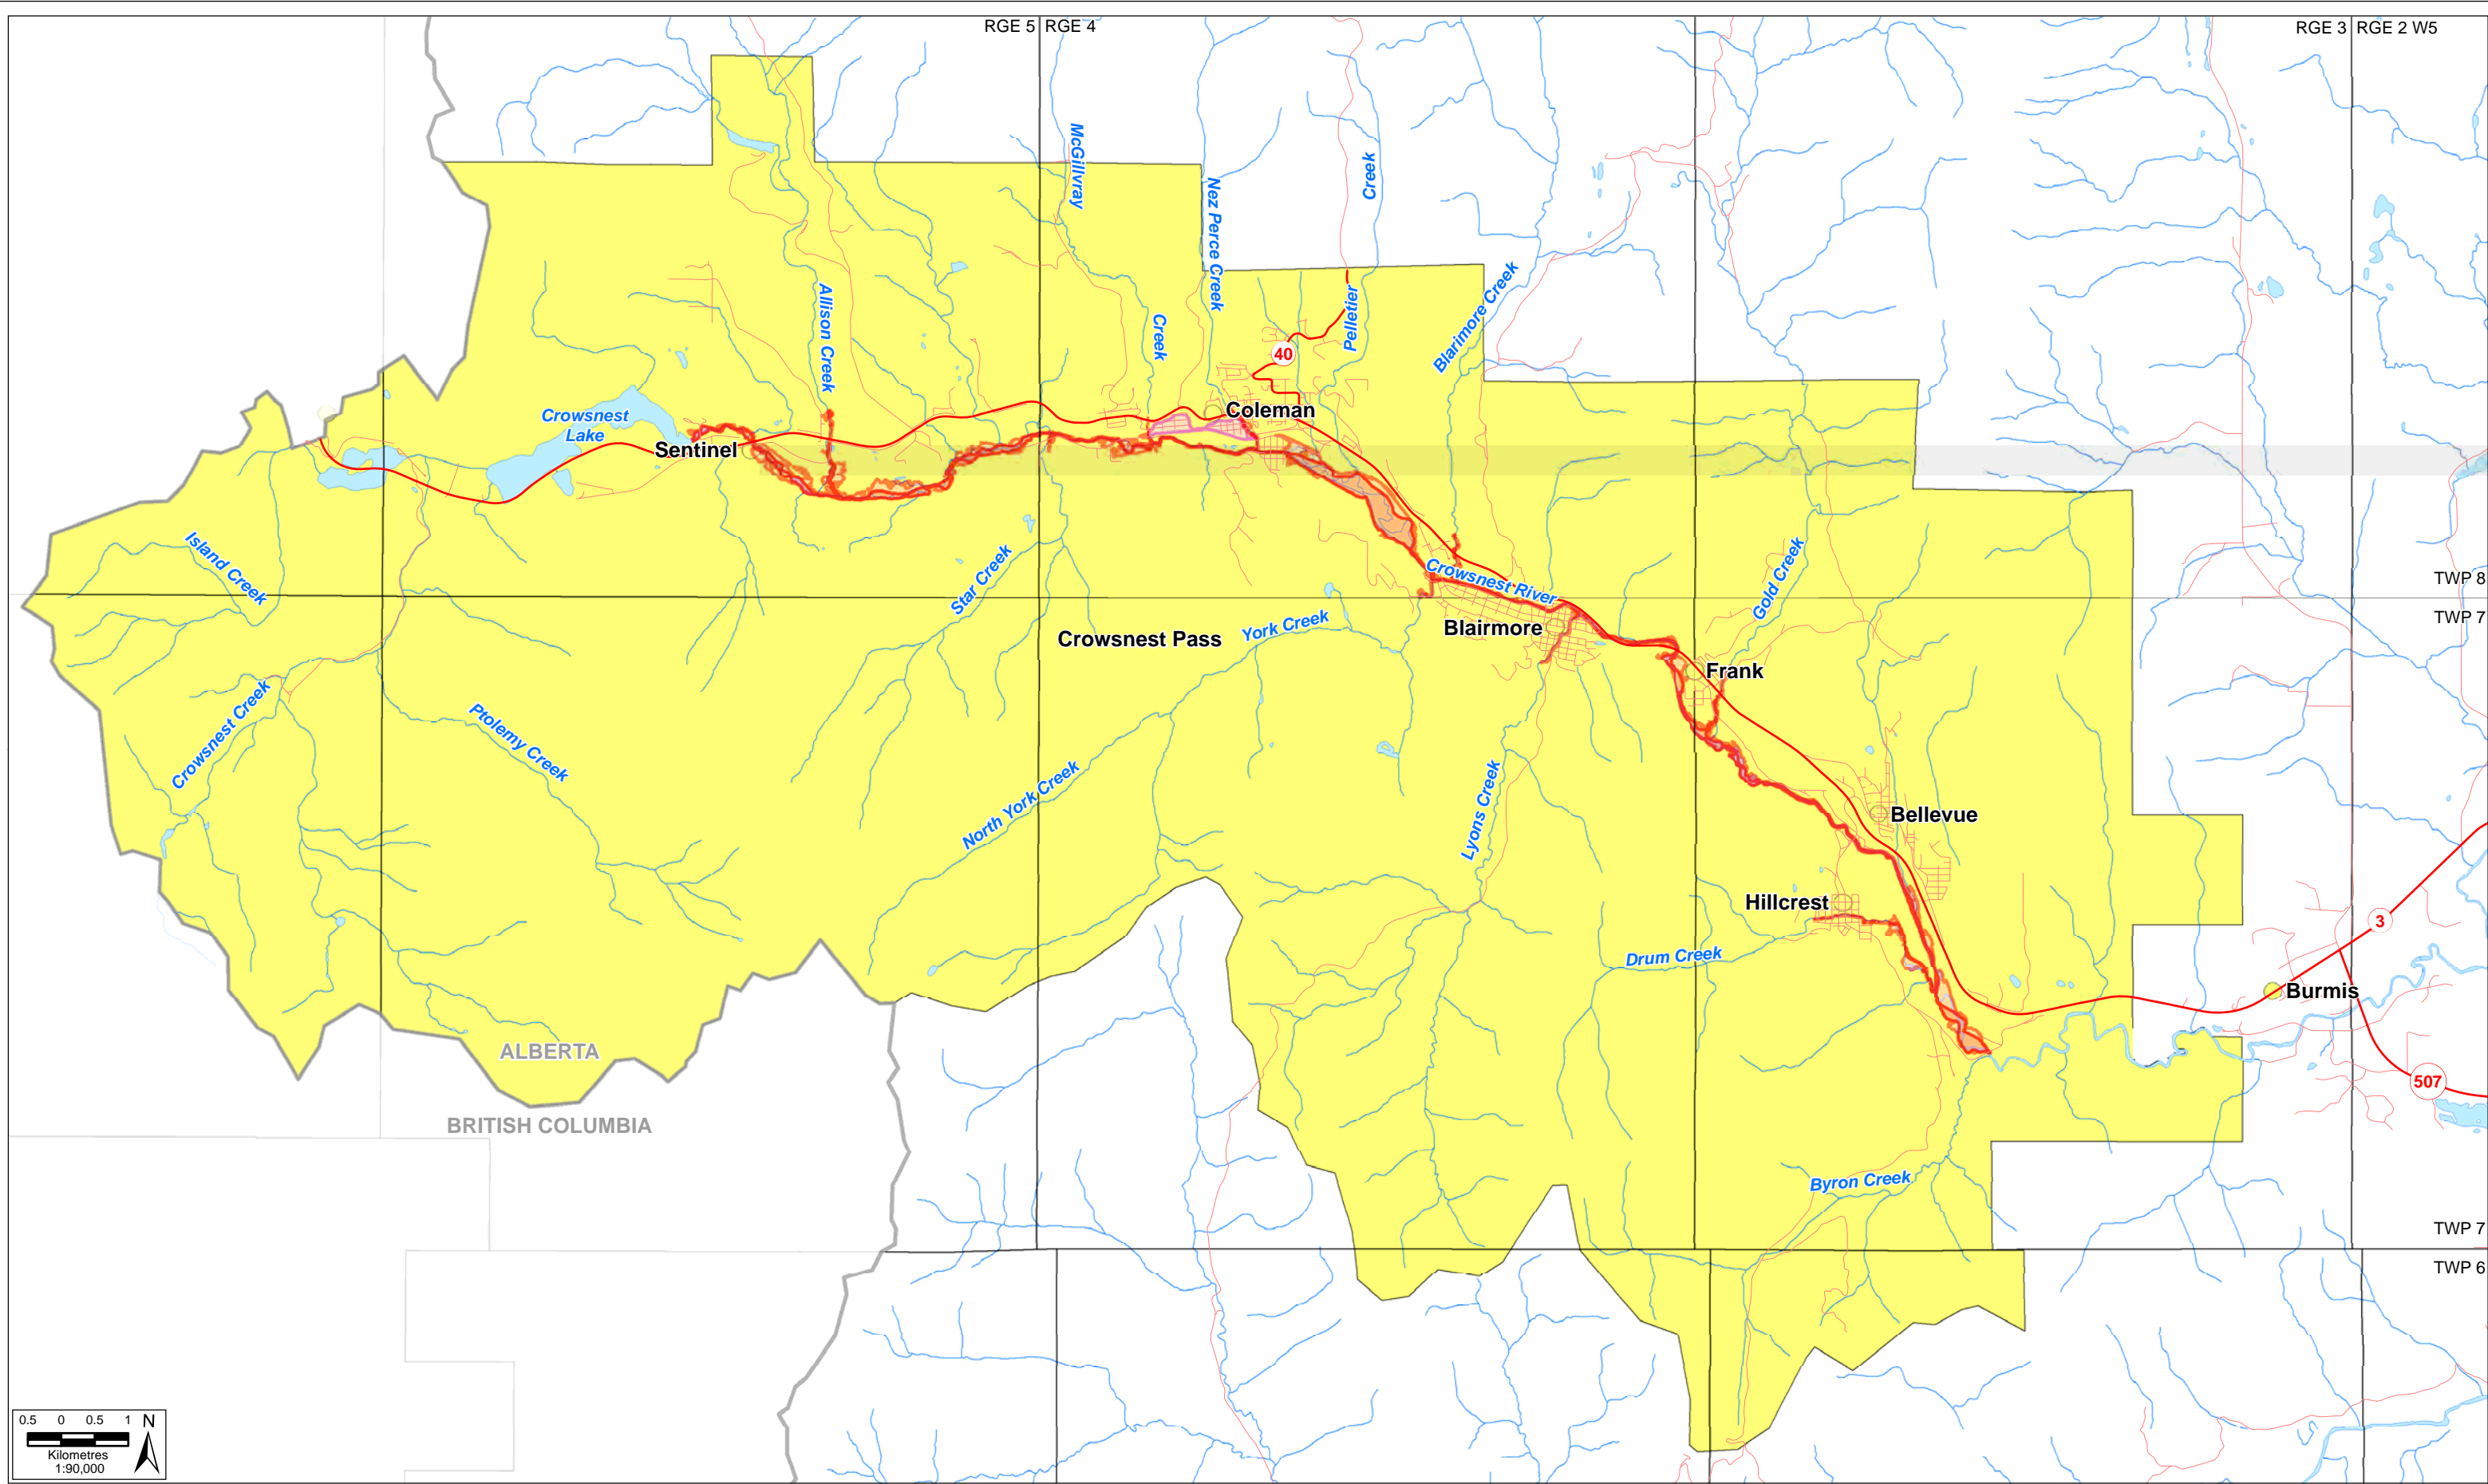 RGE 5 RGE 4
RGE 3 RGE 2 W5
McGillvray
Creek
Nez Perce Creek
Creek
Pelletier
Blarimore Creek
Allison Creek
40
Crowsnest
Lake
Coleman
Sentinel
Island Creek
Star Creek
Crowsnest River
Gold Creek
TWP 8
TWP 7
Crowsnest Pass
York Creek
Blairmore
Frank
Crowsnest Creek
Ptolemy Creek
North York Creek
Lyons Creek
Bellevue
Hillcrest
3
Drum Creek
Burmis
ALBERTA
507
BRITISH COLUMBIA
Byron Creek
TWP 7
TWP 6
0.5 0 0.5 1 N
Kilometres
1:90,000